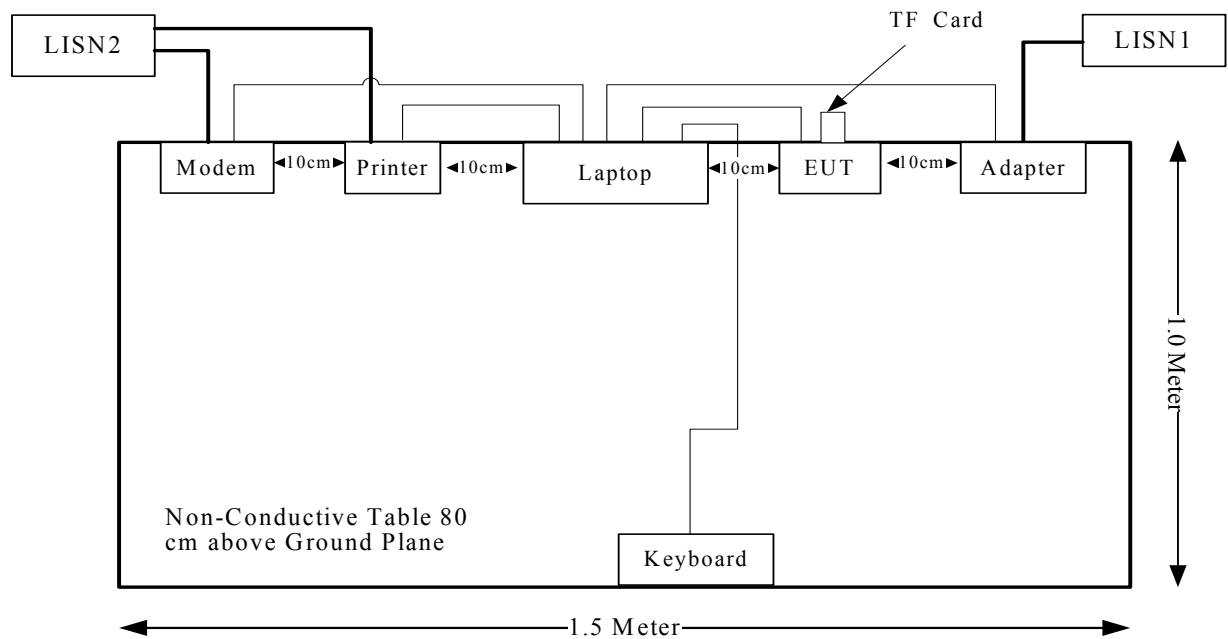 TF Card
LISN2
LISN1
Modem
10cm
Printer
10cm
Laptop
10cm
EUT
10cm
Adapter
1.0 Meter
Non-Conductive Table 80
cm above Ground Plane
Keyboard
1.5 Meter